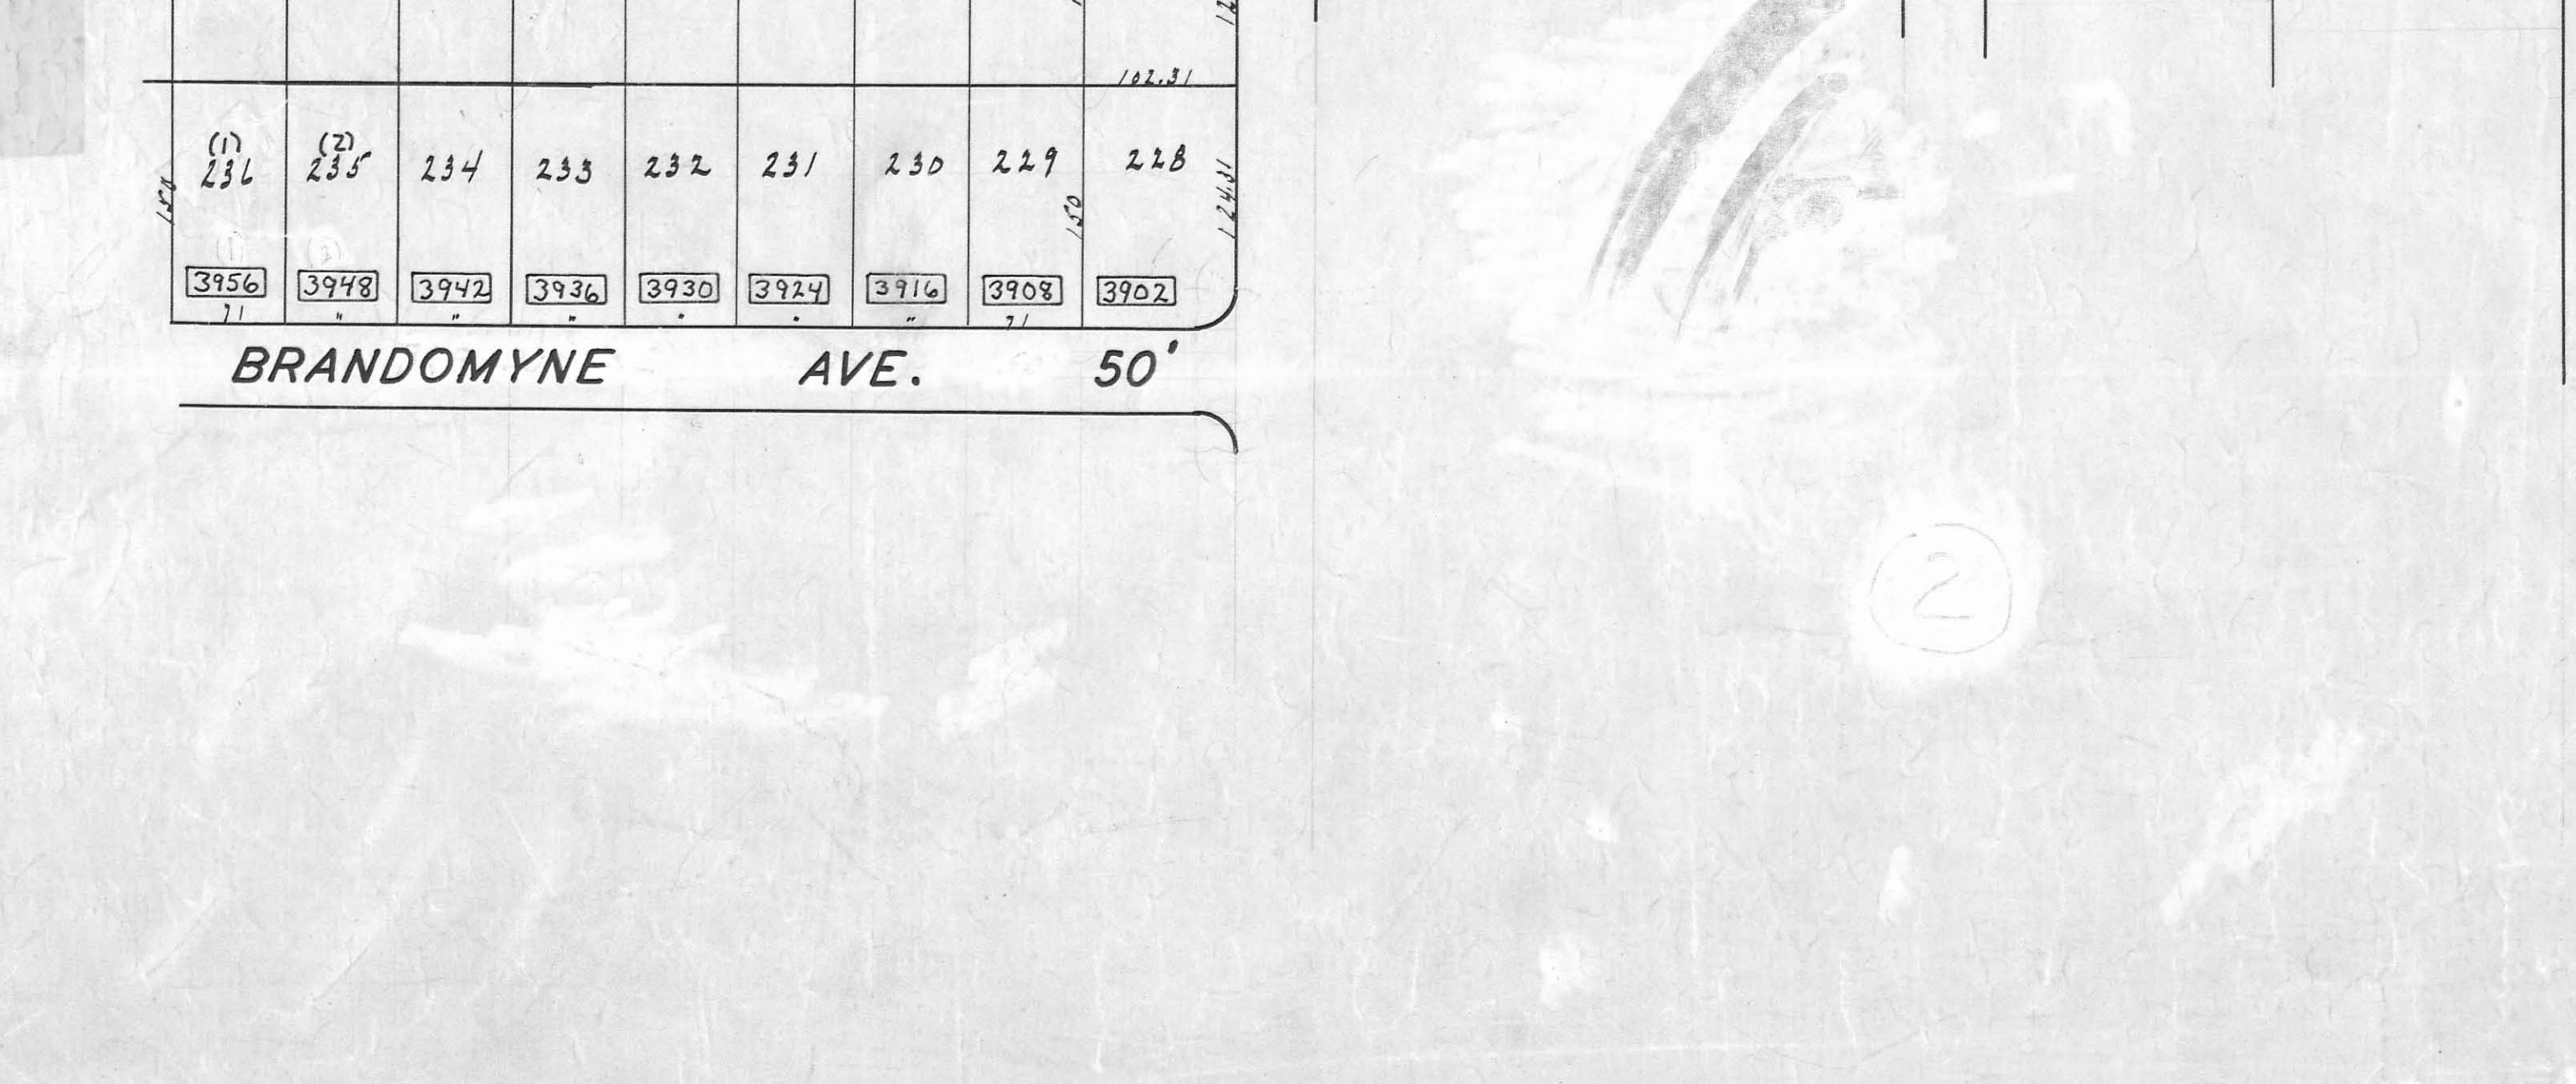 102.31
(1) (2)
236 235 234 233 232 231 230 229 228
150 150 124.31
3956 3948 3942 3936 3930 3924 3916 3908 3902
71 " " " " " " 71
BRANDOMYNE AVE. 50'
2